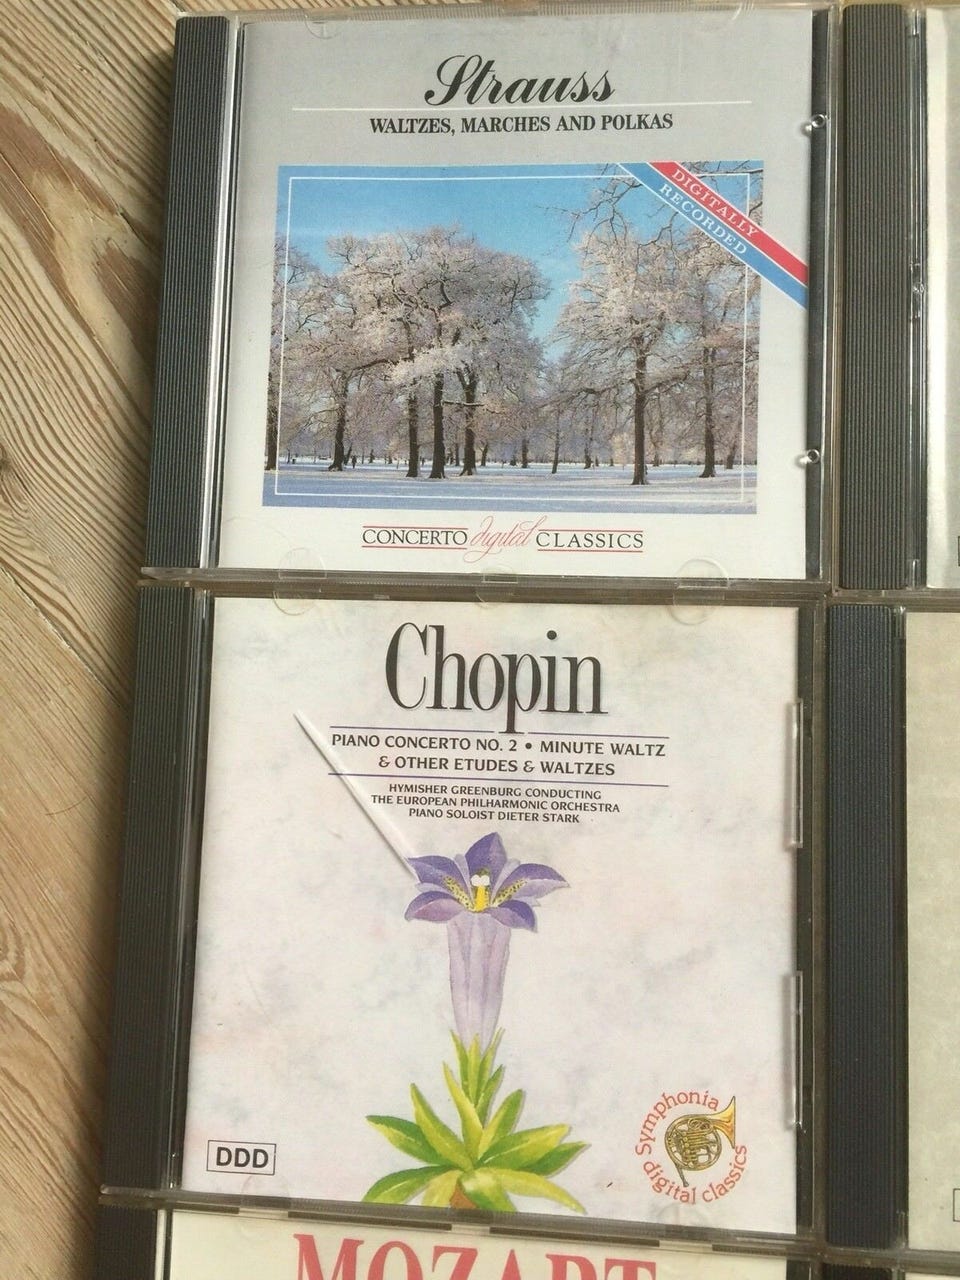 Strauss
WALTZES, MARCHES AND POLKAS
DIGITALLY
RECORDED
CONCERTO digital CLASSICS
Chopin
PIANO CONCERTO NO. 2 • MINUTE WALTZ
& OTHER ETUDES & WALTZES
HYMISHER GREENBURG CONDUCTING
THE EUROPEAN PHILHARMONIC ORCHESTRA
PIANO SOLOIST DIETER STARK
DDD
Symphonia
digital classics
MOZART